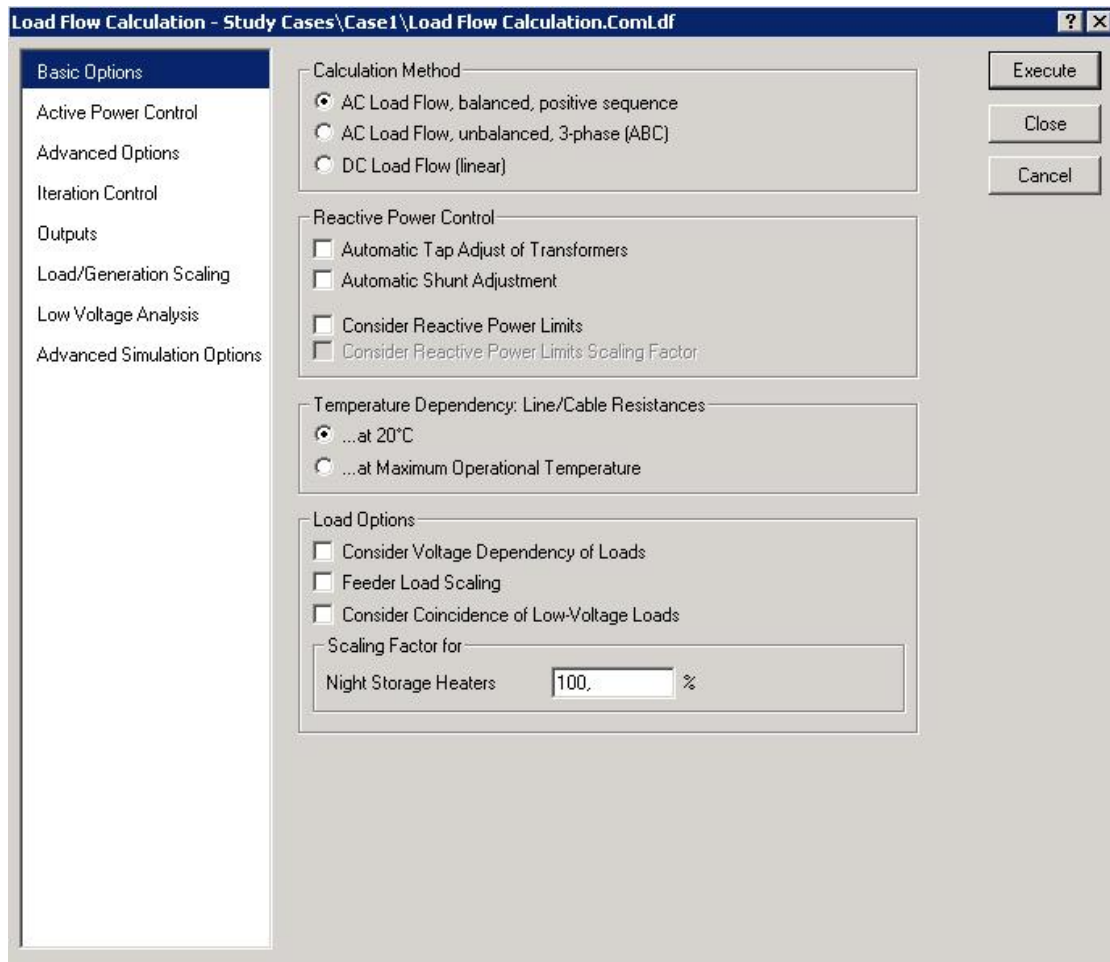 Load Flow Calculation - Study Cases\Case1\Load Flow Calculation.ComLdf
Basic Options
Active Power Control
Advanced Options
Iteration Control
Outputs
Load/Generation Scaling
Low Voltage Analysis
Advanced Simulation Options
Calculation Method
AC Load Flow, balanced, positive sequence
AC Load Flow, unbalanced, 3-phase (ABC)
DC Load Flow (linear)
Reactive Power Control
Automatic Tap Adjust of Transformers
Automatic Shunt Adjustment
Consider Reactive Power Limits
Consider Reactive Power Limits Scaling Factor
Temperature Dependency: Line/Cable Resistances
...at 20°C
...at Maximum Operational Temperature
Load Options
Consider Voltage Dependency of Loads
Feeder Load Scaling
Consider Coincidence of Low-Voltage Loads
Scaling Factor for
Night Storage Heaters 100, %
Execute
Close
Cancel